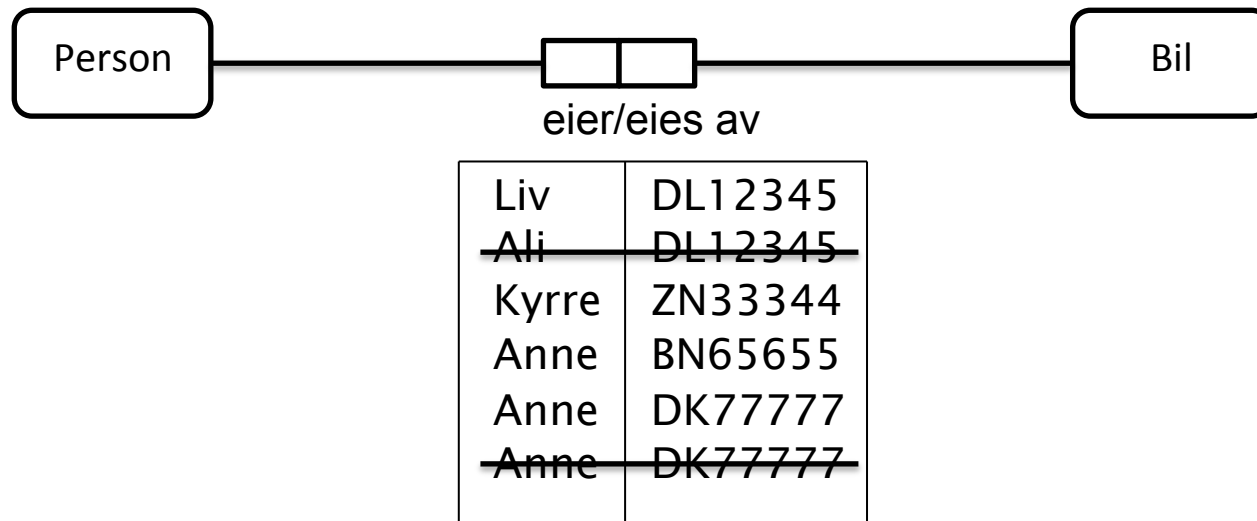 Person Bil
eier/eies av
Liv DL12345
Ali DL12345
Kyrre ZN33344
Anne BN65655
Anne DK77777
Anne DK77777